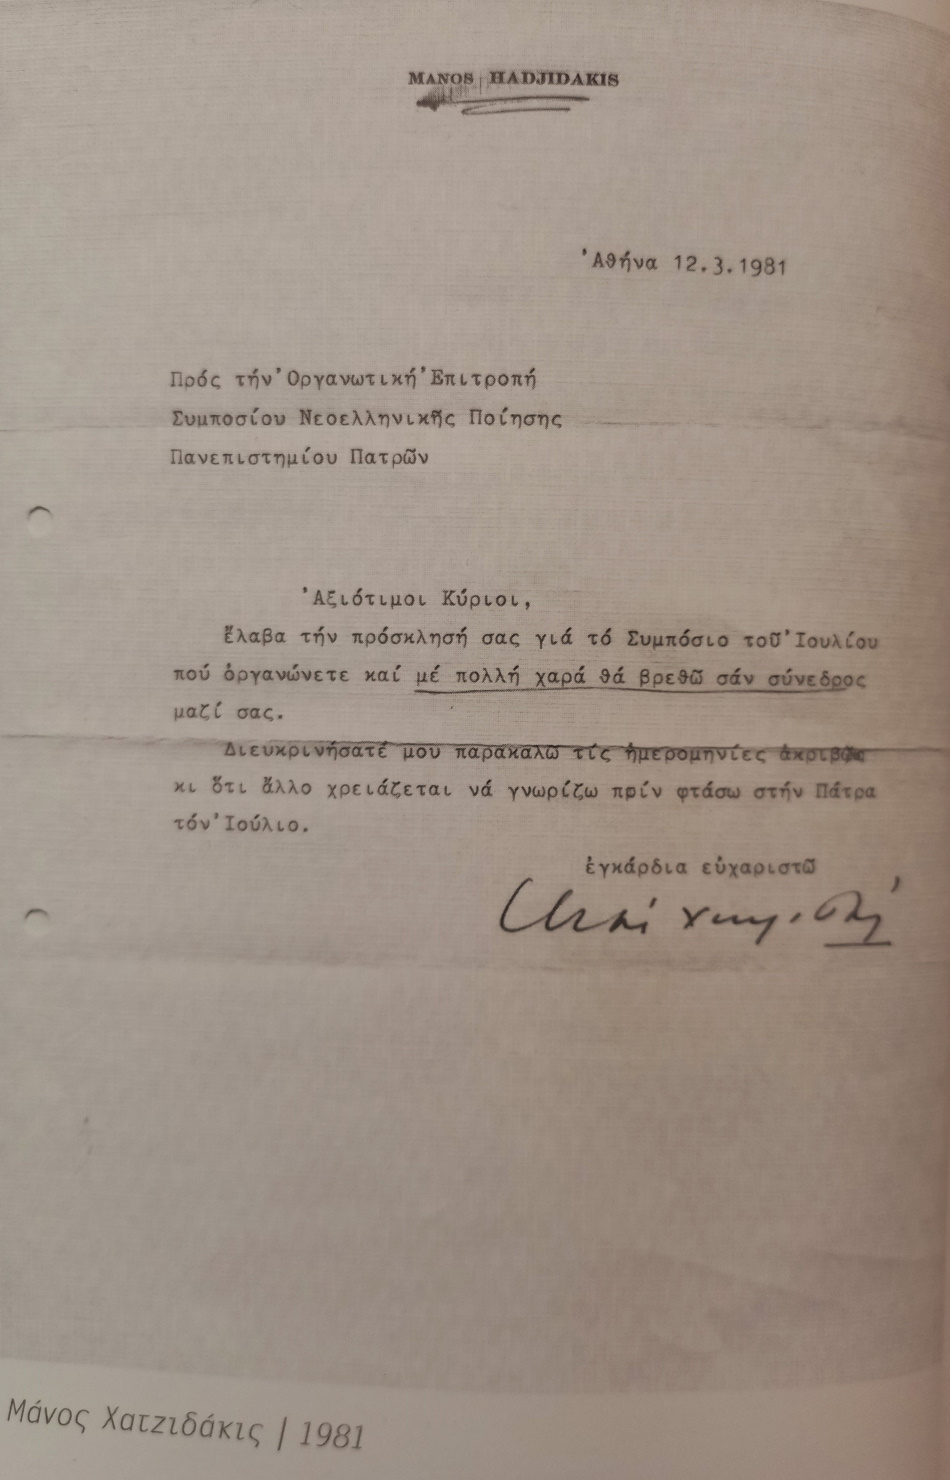 MANOS HADJIDAKIS
Ἀθήνα 12.3.1981
Πρός τήν Ὀργανωτική Ἐπιτροπή
Συμποσίου Νεοελληνικῆς Ποίησης
Πανεπιστημίου Πατρῶν
Ἀξιότιμοι Κύριοι,
Ἔλαβα τήν πρόσκλησή σας γιά τό Συμπόσιο τοῦ Ἰουλίου
πού ὀργανώνετε καί μέ πολλή χαρά θά βρεθῶ σάν σύνεδρος
μαζί σας.
Διευκρινήσατέ μου παρακαλῶ τίς ἡμερομηνίες ἀκριβῶς
κι ὅτι ἄλλο χρειάζεται νά γνωρίζω πρίν φτάσω στήν Πάτρα
τόν Ἰούλιο.
ἐγκάρδια εὐχαριστῶ
Μάνος Χατζιδάκις | 1981